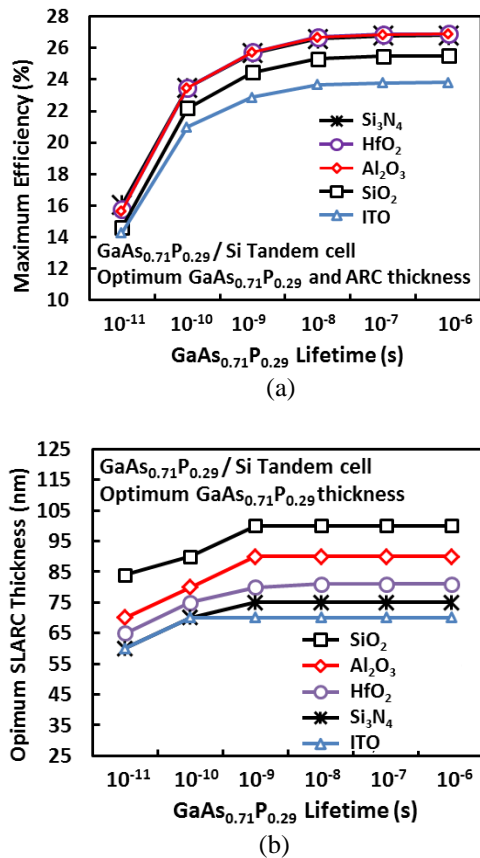 Maximum Efficiency (%)
28
26
24
22
20
18
16
14
12
10
Si₃N₄
HfO₂
Al₂O₃
SiO₂
ITO
GaAs₀.₇₁P₀.₂₉ / Si Tandem cell
Optimum GaAs₀.₇₁P₀.₂₉ and ARC thickness
10⁻¹¹ 10⁻¹⁰ 10⁻⁹ 10⁻⁸ 10⁻⁷ 10⁻⁶
GaAs₀.₇₁P₀.₂₉ Lifetime (s)
(a)
Opimum SLARC Thickness (nm)
125
115
105
95
85
75
65
55
45
35
25
GaAs₀.₇₁P₀.₂₉ / Si Tandem cell
Optimum GaAs₀.₇₁P₀.₂₉ thickness
SiO₂
Al₂O₃
HfO₂
Si₃N₄
ITO
10⁻¹¹ 10⁻¹⁰ 10⁻⁹ 10⁻⁸ 10⁻⁷ 10⁻⁶
GaAs₀.₇₁P₀.₂₉ Lifetime (s)
(b)